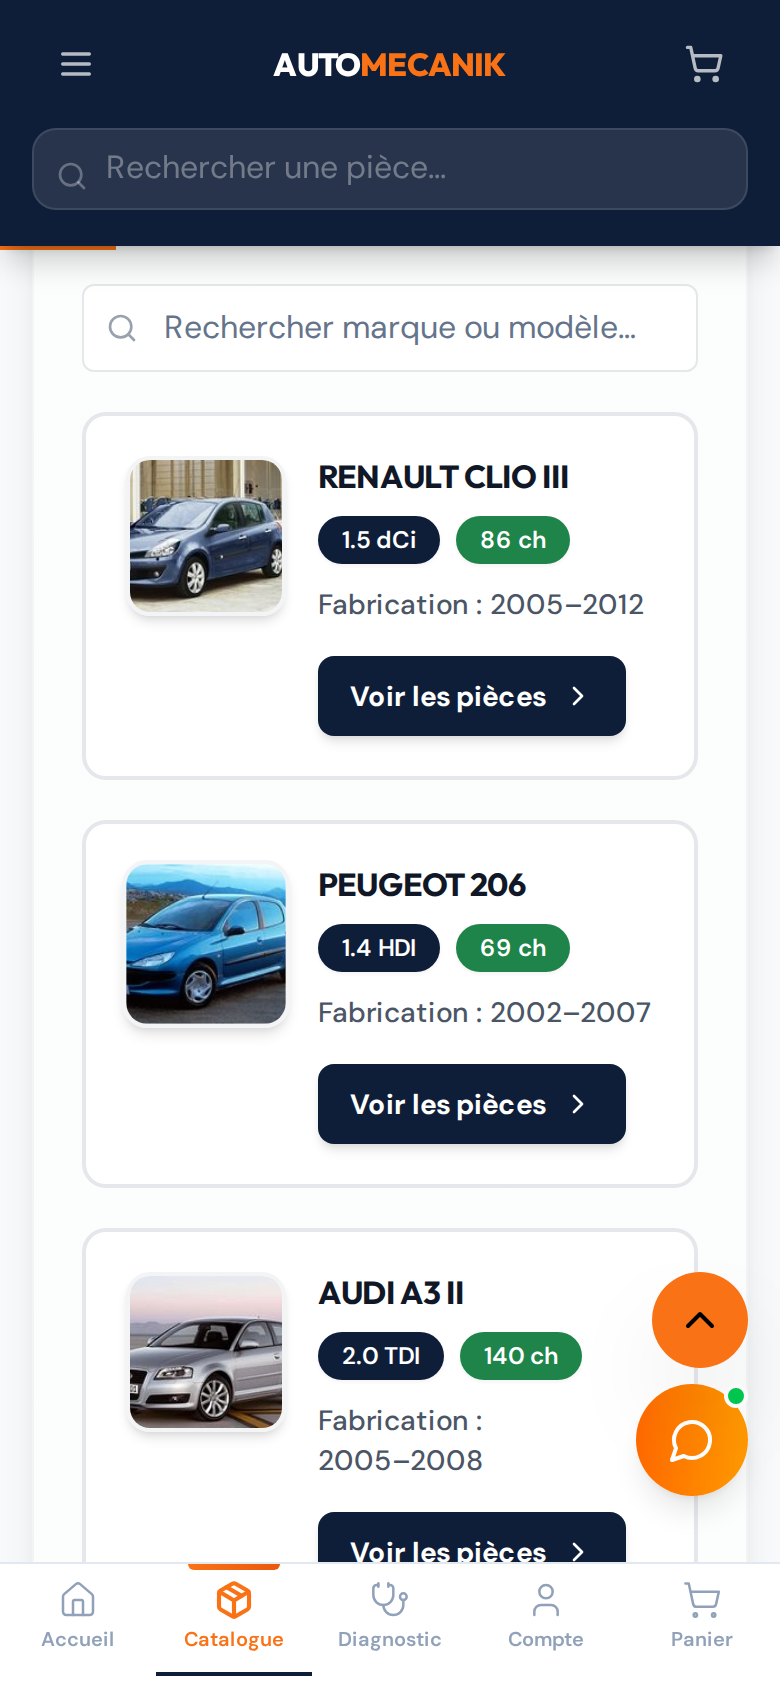 AUTOMECANIK
Rechercher une pièce...
Rechercher marque ou modèle...
RENAULT CLIO III
1.5 dCi 86 ch
Fabrication : 2005–2012
Voir les pièces
PEUGEOT 206
1.4 HDI 69 ch
Fabrication : 2002–2007
Voir les pièces
AUDI A3 II
2.0 TDI 140 ch
Fabrication :
2005–2008
Voir les pièces
Accueil Catalogue Diagnostic Compte Panier